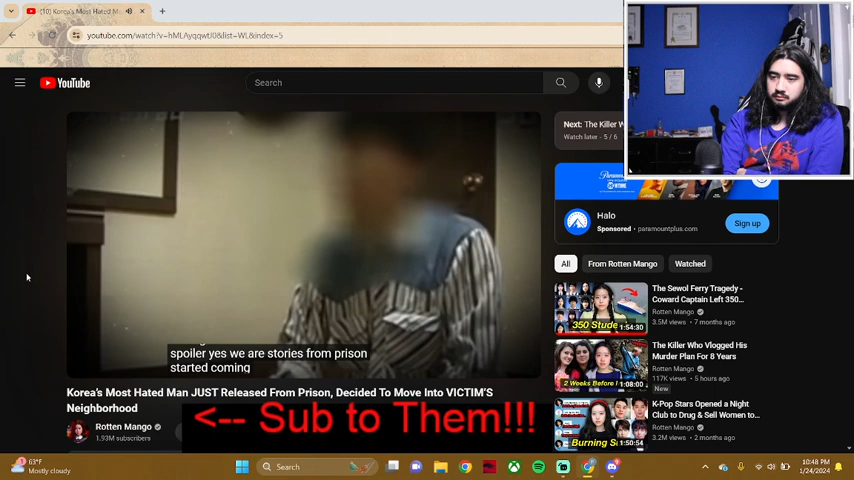 (10) Korea's Most Hated M
youtube.com/watch?v=hMLAyqqwtJ0&list=WL&index=5
YouTube
Search
Next: The Killer W
Watch later • 5 / 6
Halo
Sponsored • paramountplus.com
Sign up
All
From Rotten Mango
Watched
The Sewol Ferry Tragedy -
Coward Captain Left 350...
Rotten Mango
3.5M views • 7 months ago
350 Stude
1:54:30
The Killer Who Vlogged His
Murder Plan For 8 Years
Rotten Mango
117K views • 5 hours ago
New
2 Weeks Before
1:08:00
K-Pop Stars Opened a Night
Club to Drug & Sell Women to...
Rotten Mango
3.2M views • 2 months ago
Burning S
1:50:54
spoiler yes we are stories from prison
started coming
Korea's Most Hated Man JUST Released From Prison, Decided To Move Into VICTIM'S
Neighborhood
Rotten Mango
1.93M subscribers
<-- Sub to Them!!!
63°F
Mostly cloudy
Search
10:48 PM
1/24/2024